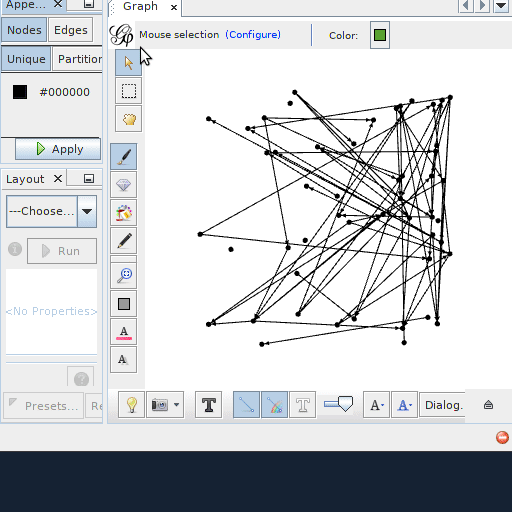 Appe...
Graph
Nodes
Edges
Mouse selection (Configure)
Color:
Unique
Partition
#000000
Apply
Layout
---Choose...
Run
<No Properties>
Presets...
Re
T
T
A
A
Dialog.
A
A